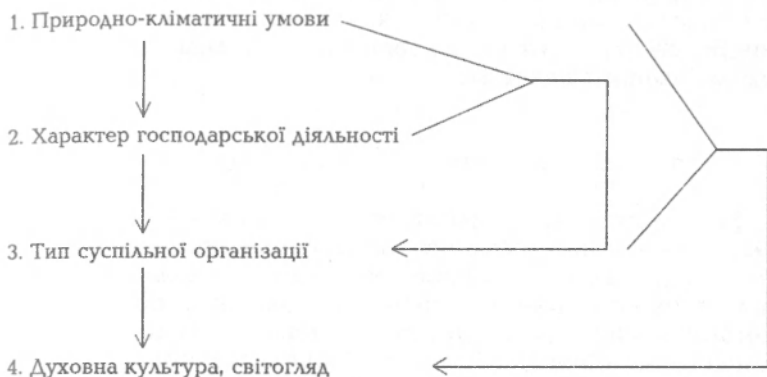 1. Природно-кліматичні умови
2. Характер господарської діяльності
3. Тип суспільної організації
4. Духовна культура, світогляд